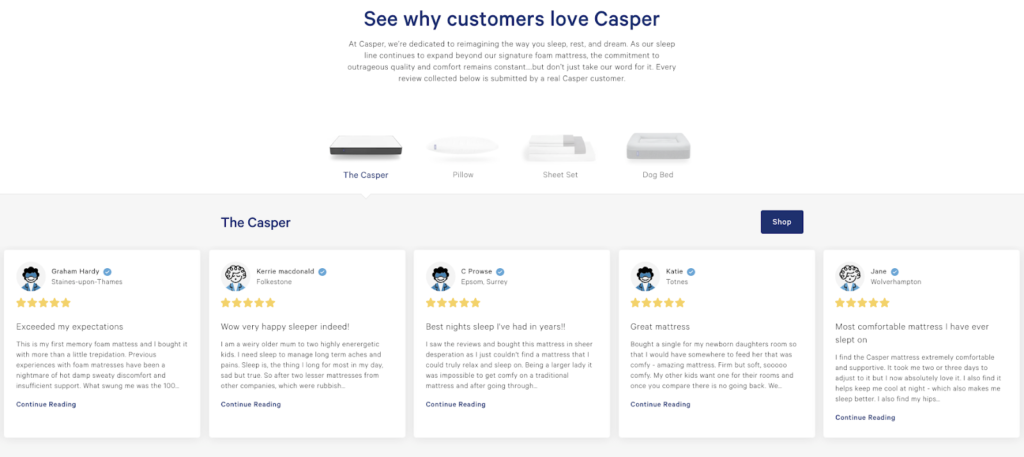 See why customers love Casper
At Casper, we're dedicated to reimagining the way you sleep, rest, and dream. As our sleep
line continues to expand beyond our signature foam mattress, the commitment to
outrageous quality and comfort remains constant...but don't just take our word for it. Every
review collected below is submitted by a real Casper customer.
The Casper
Pillow
Sheet Set
Dog Bed
The Casper
Shop
Graham Hardy
Staines-upon-Thames
Exceeded my expectations
This is my first memory foam mattess and I bought it
with more than a little trepidation. Previous
experiences with foam matresses have been a
nightmare of hot damp sweaty discomfort and
insufficient support. What swung me was the 100...
Continue Reading
Kerrie macdonald
Folkestone
Wow very happy sleeper indeed!
I am a weiry older mum to two highly enerergetic
kids. I need sleep to manage long term aches and
pains. Sleep is, the thing I long for most in my day,
sad but true. So after two lesser mattresses from
other companies, which were rubbish...
Continue Reading
C Prowse
Epsom, Surrey
Best nights sleep I've had in years!!
I saw the reviews and bought this mattress in sheer
desperation as I just couldn't find a mattress that I
could truly relax and sleep on. Being a larger lady it
was impossible to get comfy on a traditional
mattress and after going through...
Continue Reading
Katie
Totnes
Great mattress
Bought a single for my newborn daughters room so
that I would have somewhere to feed her that was
comfy - amazing mattress. Firm but soft, sooooo
comfy. My other kids want one for their rooms and
once you compare there is no going back. We...
Continue Reading
Jane
Wolverhampton
Most comfortable mattress I have ever
slept on
I find the Casper mattress extremely comfortable
and supportive. It took me two or three days to
adjust to it but I now absolutely love it. I also find it
helps keep me cool at night - which also makes me
sleep better. I also find my hips...
Continue Reading